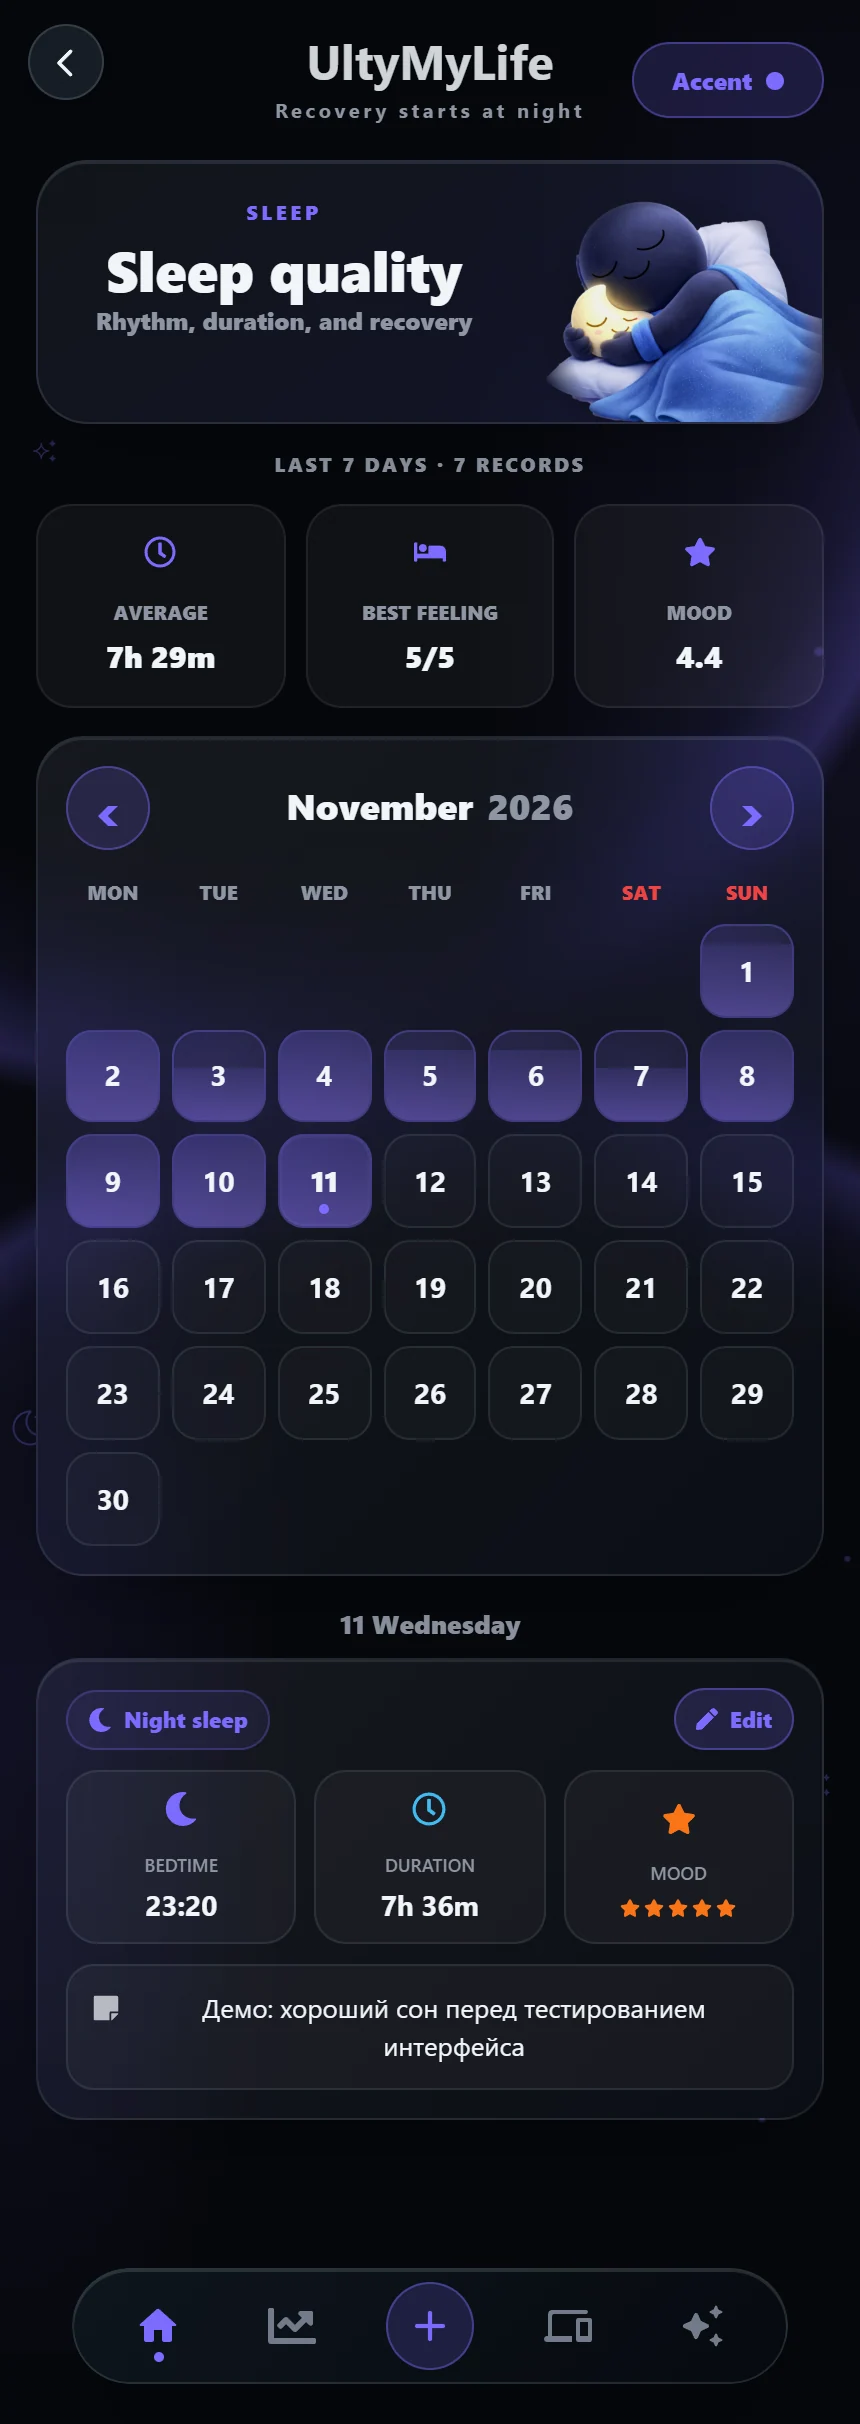 UltyMyLife
Recovery starts at night
Accent
SLEEP
Sleep quality
Rhythm, duration, and recovery
LAST 7 DAYS · 7 RECORDS
AVERAGE
7h 29m
BEST FEELING
5/5
MOOD
4.4
November 2026
MON TUE WED THU FRI SAT SUN
1
2 3 4 5 6 7 8
9 10 11 12 13 14 15
16 17 18 19 20 21 22
23 24 25 26 27 28 29
30
11 Wednesday
Night sleep
Edit
BEDTIME
23:20
DURATION
7h 36m
MOOD
Демо: хороший сон перед тестированием
интерфейса